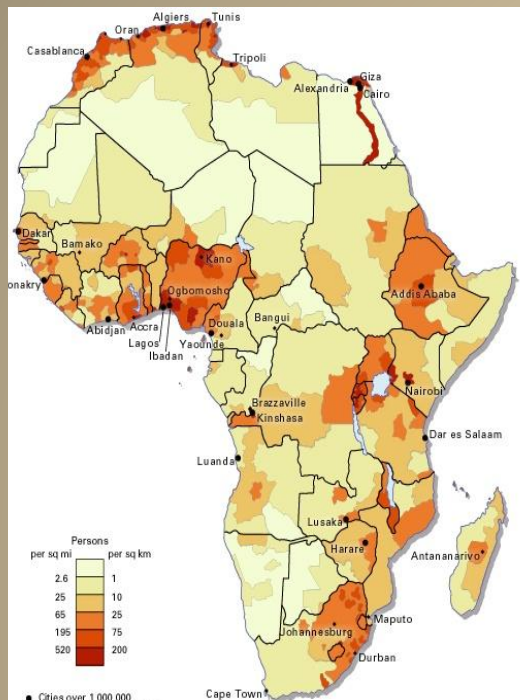 Algiers
Tunis
Oran
Casablanca
Tripoli
Giza
Alexandria
Cairo
Dakar
Bamako
Kano
onakry
Ogbomosho
Addis Ababa
Abidjan
Accra
Lagos
Ibadan
Douala
Yaounde
Bangui
Nairobi
Brazzaville
Kinshasa
Dar es Salaam
Luanda
Lusaka
Harare
Antananarivo
Maputo
Johannesburg
Durban
Cape Town
Persons
per sq mi per sq km
2.6 1
25 10
65 25
195 75
520 200
Cities over 1,000,000